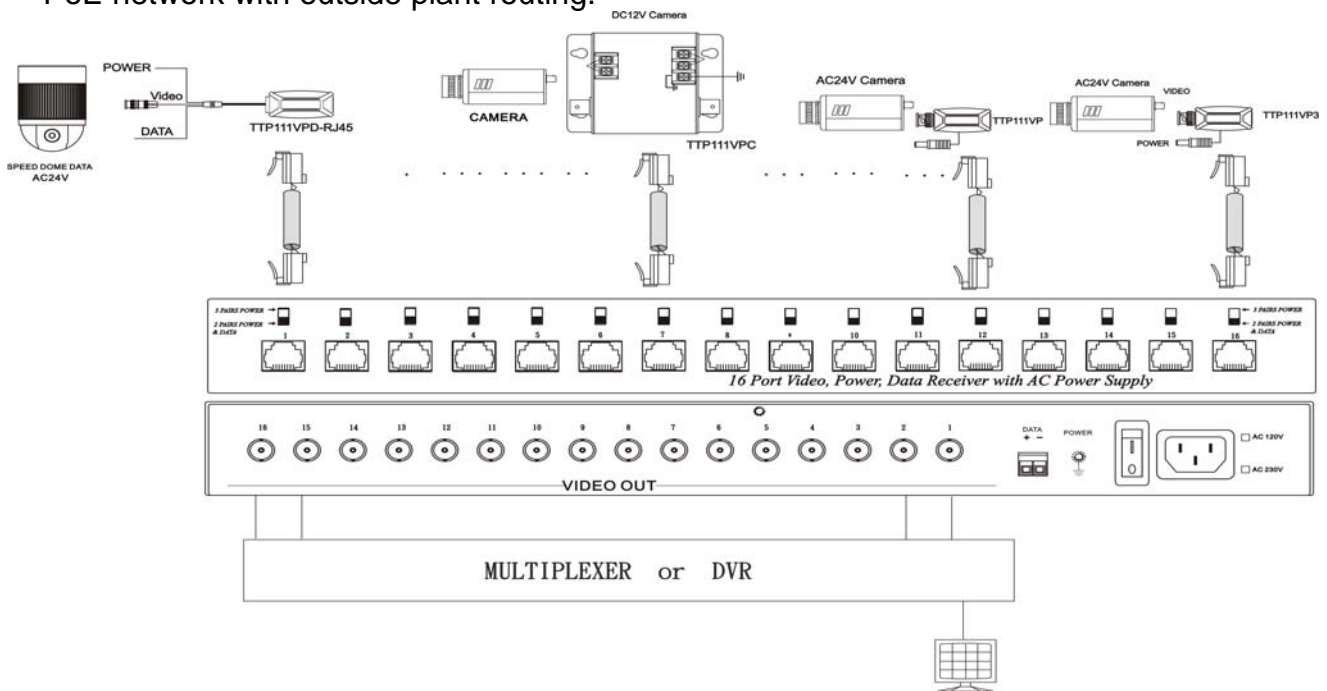 PoE network with outside plant routing.
DC12V Camera
POWER
Video
DATA
TTP111VPD-RJ45
SPEED DOME DATA
AC24V
CAMERA
TTP111VPC
AC24V Camera
TTP111VP
AC24V Camera
VIDEO
POWER
TTP111VP3
3 PAIRS POWER
2 PAIRS POWER
& DATA
3 PAIRS POWER
2 PAIRS POWER
& DATA
1 2 3 4 5 6 7 8 * 10 11 12 13 14 15 16
16 Port Video, Power, Data Receiver with AC Power Supply
16 15 14 13 12 11 10 9 8 7 6 5 4 3 2 1
VIDEO OUT
DATA
+ -
POWER
AC 120V
AC 230V
MULTIPLEXER or DVR